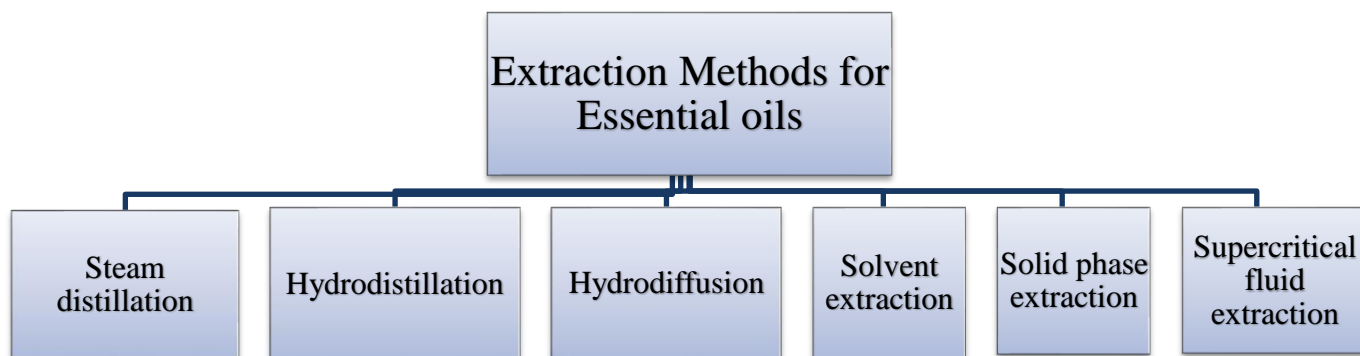 Extraction Methods for
Essential oils
Steam
distillation
Hydrodistillation
Hydrodiffusion
Solvent
extraction
Solid phase
extraction
Supercritical
fluid
extraction